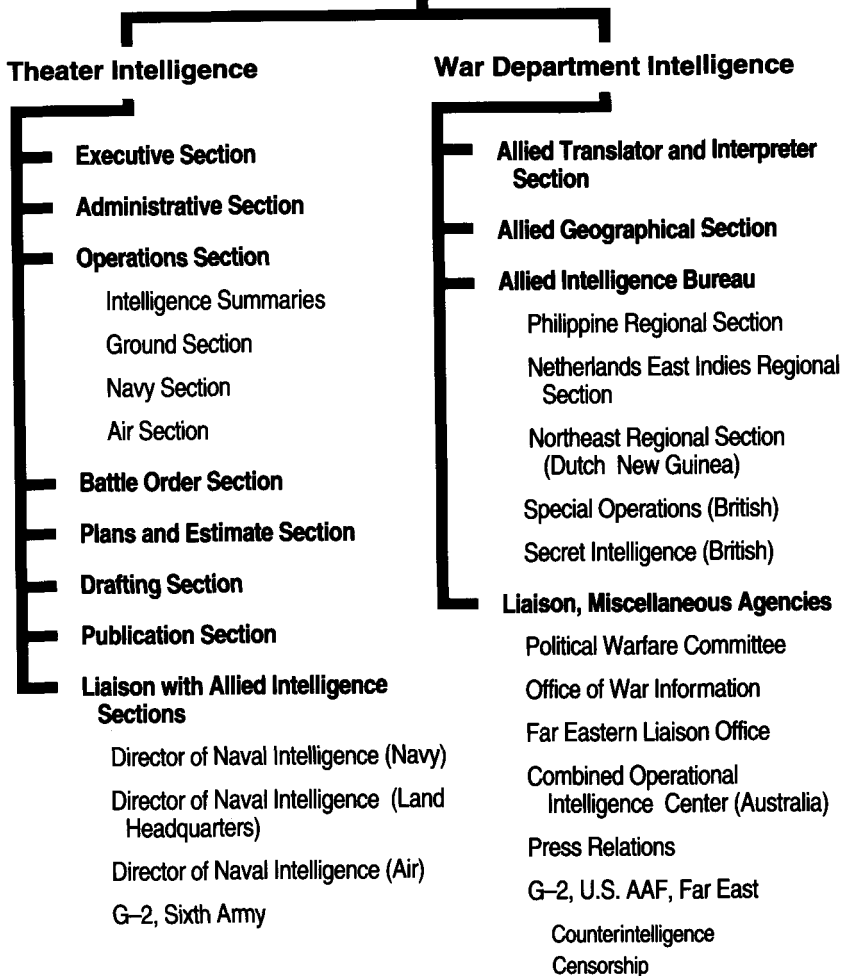 Theater Intelligence
Executive Section
Administrative Section
Operations Section
Intelligence Summaries
Ground Section
Navy Section
Air Section
Battle Order Section
Plans and Estimate Section
Drafting Section
Publication Section
Liaison with Allied Intelligence
Sections
Director of Naval Intelligence (Navy)
Director of Naval Intelligence (Land
Headquarters)
Director of Naval Intelligence (Air)
G–2, Sixth Army
War Department Intelligence
Allied Translator and Interpreter
Section
Allied Geographical Section
Allied Intelligence Bureau
Philippine Regional Section
Netherlands East Indies Regional
Section
Northeast Regional Section
(Dutch New Guinea)
Special Operations (British)
Secret Intelligence (British)
Liaison, Miscellaneous Agencies
Political Warfare Committee
Office of War Information
Far Eastern Liaison Office
Combined Operational
Intelligence Center (Australia)
Press Relations
G–2, U.S. AAF, Far East
Counterintelligence
Censorship